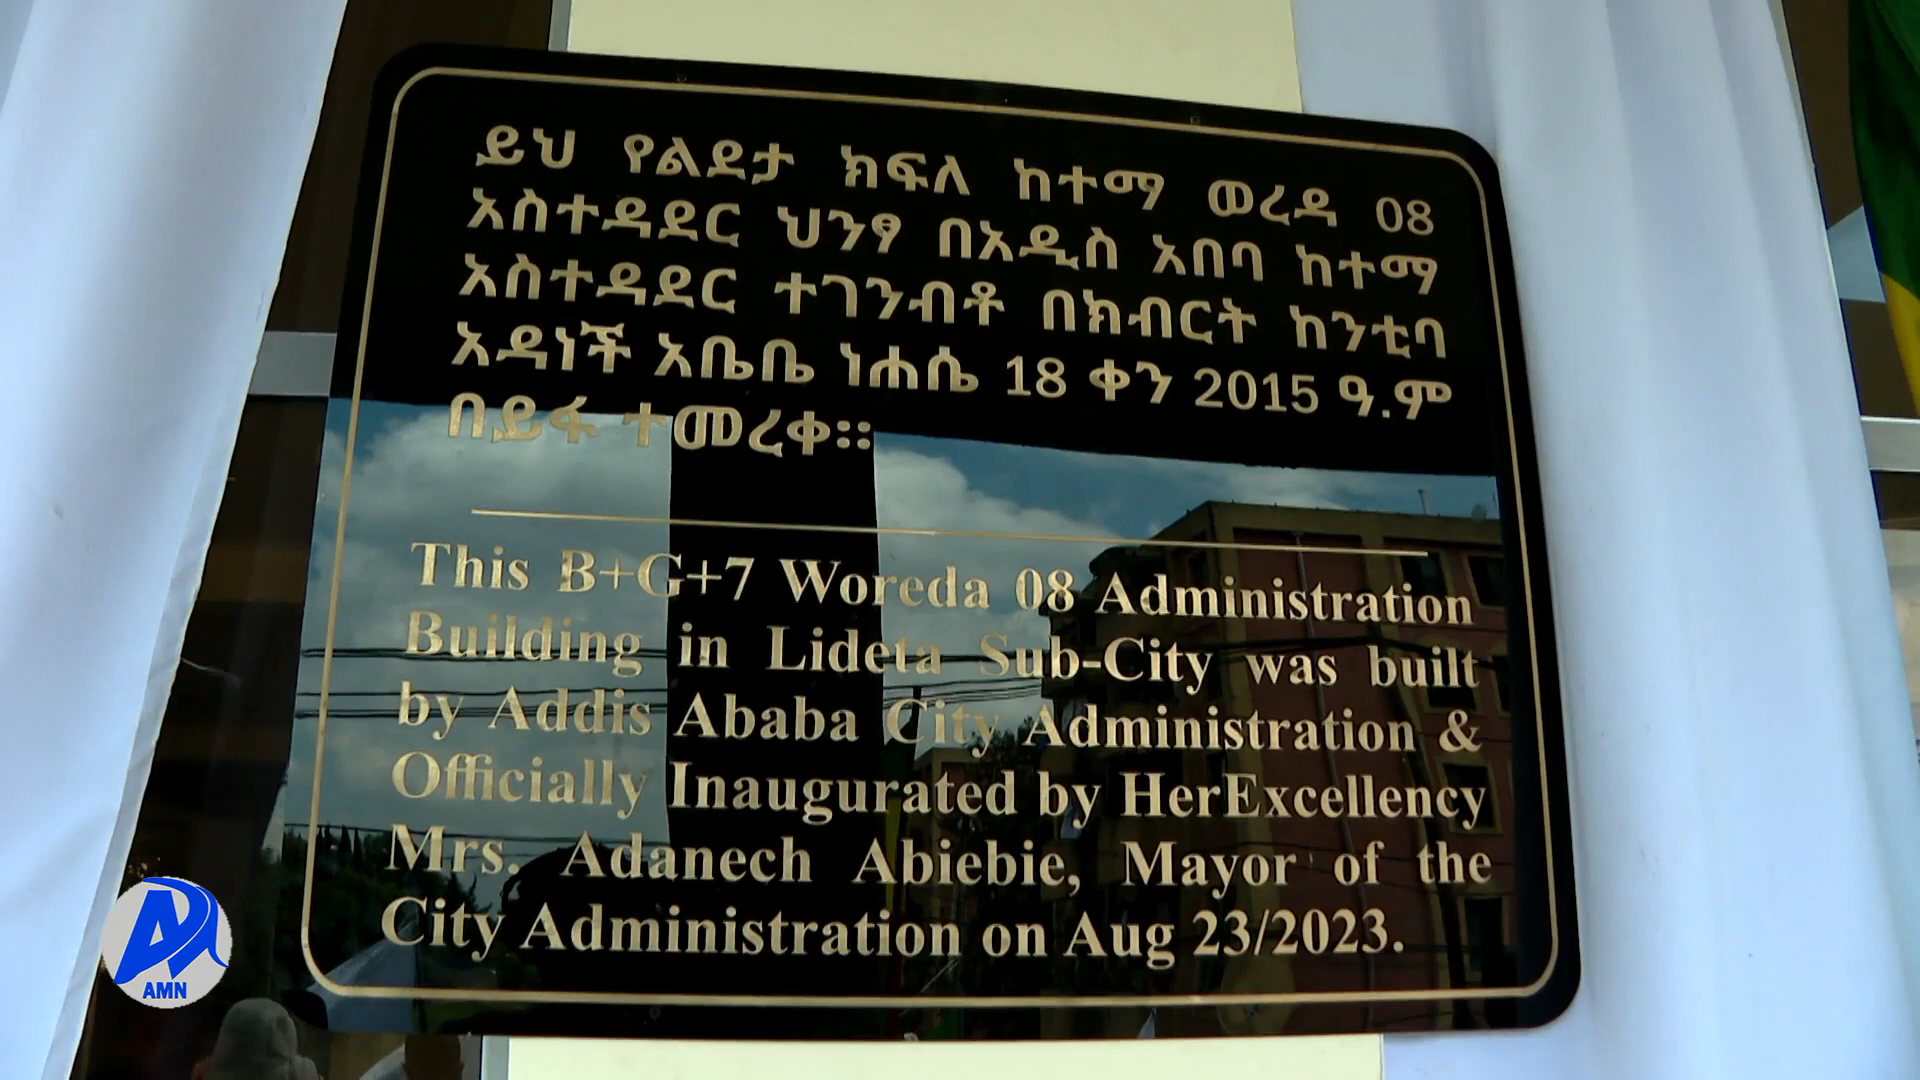 ይህ የልደታ ክፍለ ከተማ ወረዳ 08
አስተዳደር ህንፃ በአዲስ አበባ ከተማ
አስተዳደር ተገንብቶ በክብርት ከንቲባ
አዳነች አቤቤ ነሐሴ 18 ቀን 2015 ዓ.ም
በይፋ ተመረቀ።
This B+G+7 Woreda 08 Administration
Building in Lideta Sub-City was built
by Addis Ababa City Administration &
Officially Inaugurated by HerExcellency
Mrs. Adanech Abiebie, Mayor of the
City Administration on Aug 23/2023.
AMN